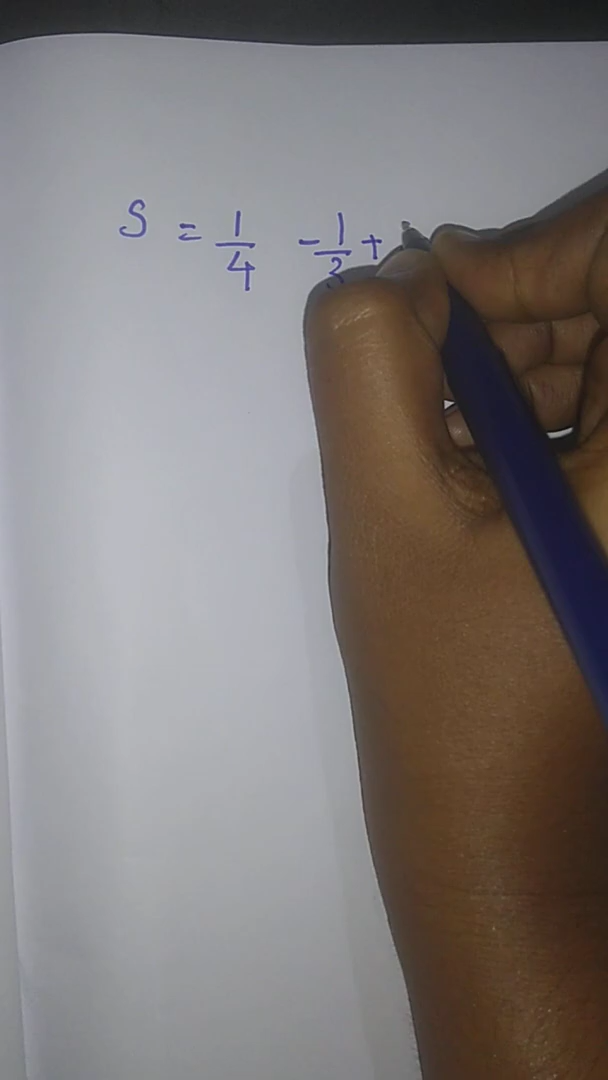 S = 1/4 - 1/3 +